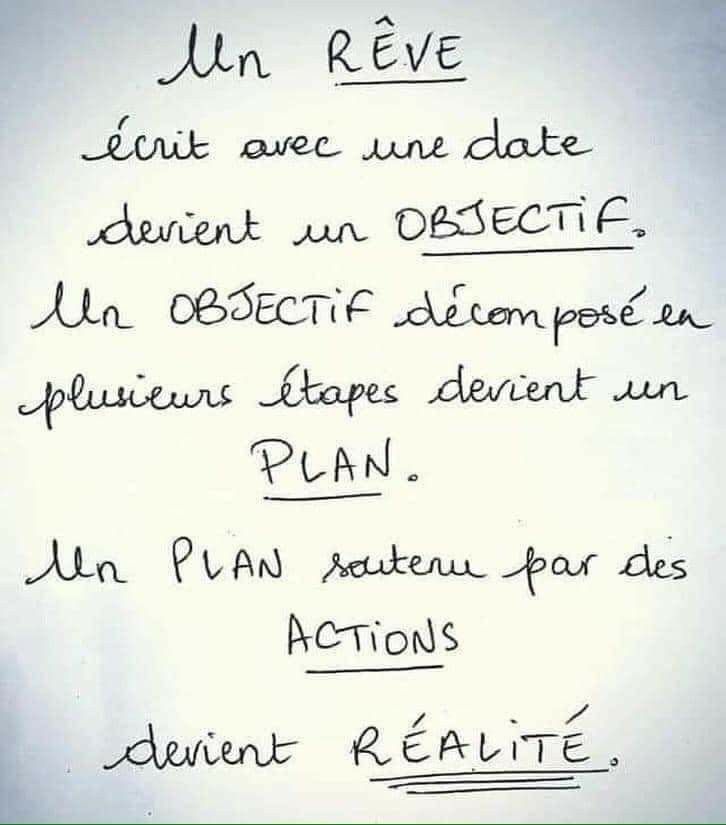 Un RÊVE
écrit avec une date
devient un OBJECTiF.
Un OBJECTiF décomposé en
plusieurs étapes devient un
PLAN.
Un PLAN soutenu par des
ACTiONS
devient RÉALiTÉ.